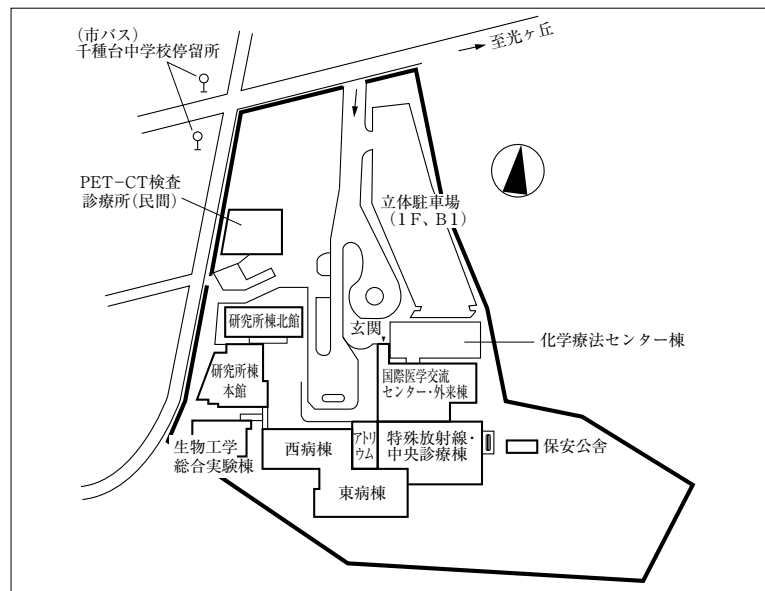 (市バス)
千種台中学校停留所
至光ヶ丘
PET−CT検査
診療所(民間)
立体駐車場
(1F、B1)
研究所棟北館
玄関
化学療法センター棟
研究所棟
本館
国際医学交流
センター・外来棟
生物工学
総合実験棟
西病棟
アトリ
ウム
特殊放射線・
中央診療棟
保安公舎
東病棟